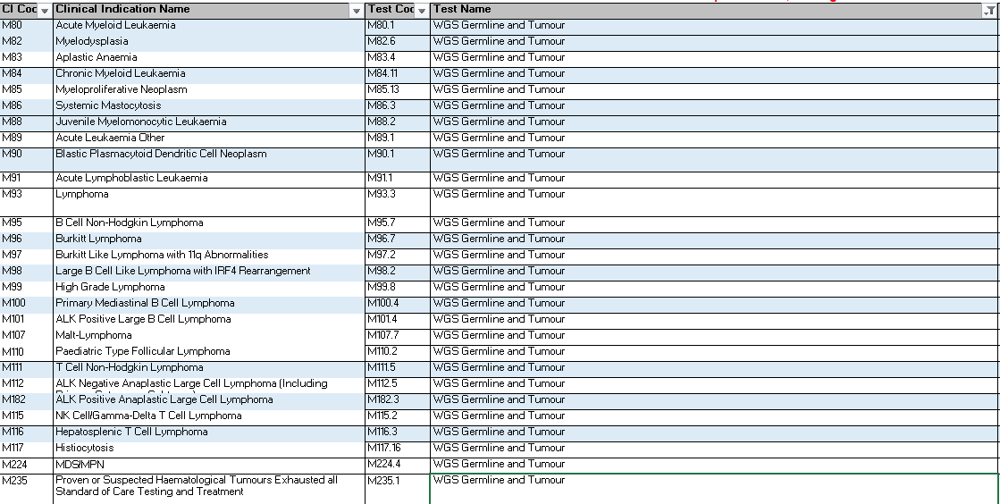 CI Coc Clinical Indication Name Test Coc Test Name
M80 Acute Myeloid Leukaemia M80.1 WGS Germline and Tumour
M82 Myelodysplasia M82.6 WGS Germline and Tumour
M83 Aplastic Anaemia M83.4 WGS Germline and Tumour
M84 Chronic Myeloid Leukaemia M84.11 WGS Germline and Tumour
M85 Myeloproliferative Neoplasm M85.13 WGS Germline and Tumour
M86 Systemic Mastocytosis M86.3 WGS Germline and Tumour
M88 Juvenile Myelomonocytic Leukaemia M88.2 WGS Germline and Tumour
M89 Acute Leukaemia Other M89.1 WGS Germline and Tumour
M90 Blastic Plasmacytoid Dendritic Cell Neoplasm M90.1 WGS Germline and Tumour
M91 Acute Lymphoblastic Leukaemia M91.1 WGS Germline and Tumour
M93 Lymphoma M93.3 WGS Germline and Tumour
M95 B Cell Non-Hodgkin Lymphoma M95.7 WGS Germline and Tumour
M96 Burkitt Lymphoma M96.7 WGS Germline and Tumour
M97 Burkitt Like Lymphoma with 11q Abnormalities M97.2 WGS Germline and Tumour
M98 Large B Cell Like Lymphoma with IRF4 Rearrangement M98.2 WGS Germline and Tumour
M99 High Grade Lymphoma M99.8 WGS Germline and Tumour
M100 Primary Mediastinal B Cell Lymphoma M100.4 WGS Germline and Tumour
M101 ALK Positive Large B Cell Lymphoma M101.4 WGS Germline and Tumour
M107 Malt-Lymphoma M107.7 WGS Germline and Tumour
M110 Paediatric Type Follicular Lymphoma M110.2 WGS Germline and Tumour
M111 T Cell Non-Hodgkin Lymphoma M111.5 WGS Germline and Tumour
M112 ALK Negative Anaplastic Large Cell Lymphoma (Including M112.5 WGS Germline and Tumour
M182 ALK Positive Anaplastic Large Cell Lymphoma M182.3 WGS Germline and Tumour
M115 NK Cell/Gamma-Delta T Cell Lymphoma M115.2 WGS Germline and Tumour
M116 Hepatosplenic T Cell Lymphoma M116.3 WGS Germline and Tumour
M117 Histiocytosis M117.16 WGS Germline and Tumour
M224 MDS/MPN M224.4 WGS Germline and Tumour
M235 Proven or Suspected Haematological Tumours Exhausted all M235.1 WGS Germline and Tumour
Standard of Care Testing and Treatment